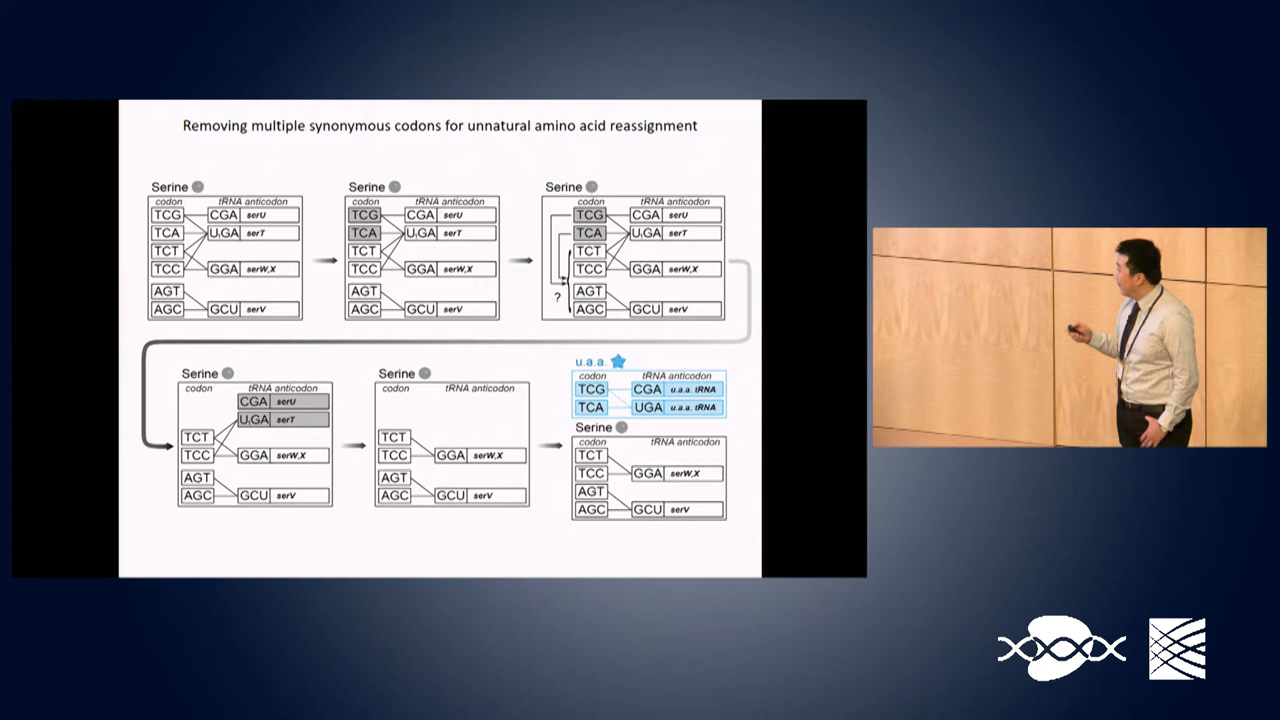 Removing multiple synonymous codons for unnatural amino acid reassignment
Serine
codon tRNA anticodon
TCG CGA serU
TCA U,GA serT
TCT
TCC GGA serW,X
AGT
AGC GCU serV
Serine
codon tRNA anticodon
TCG CGA serU
TCA U,GA serT
TCT
TCC GGA serW,X
AGT
AGC GCU serV
Serine
codon tRNA anticodon
TCG CGA serU
TCA U,GA serT
TCT
TCC GGA serW,X
AGT
?
AGC GCU serV
Serine
codon tRNA anticodon
CGA serU
U,GA serT
TCT
TCC GGA serW,X
AGT
AGC GCU serV
Serine
codon tRNA anticodon
TCT
TCC GGA serW,X
AGT
AGC GCU serV
u.a.a.
codon tRNA anticodon
TCG CGA u.a.a. tRNA
TCA UGA u.a.a. tRNA
Serine
codon tRNA anticodon
TCT
TCC GGA serW,X
AGT
AGC GCU serV